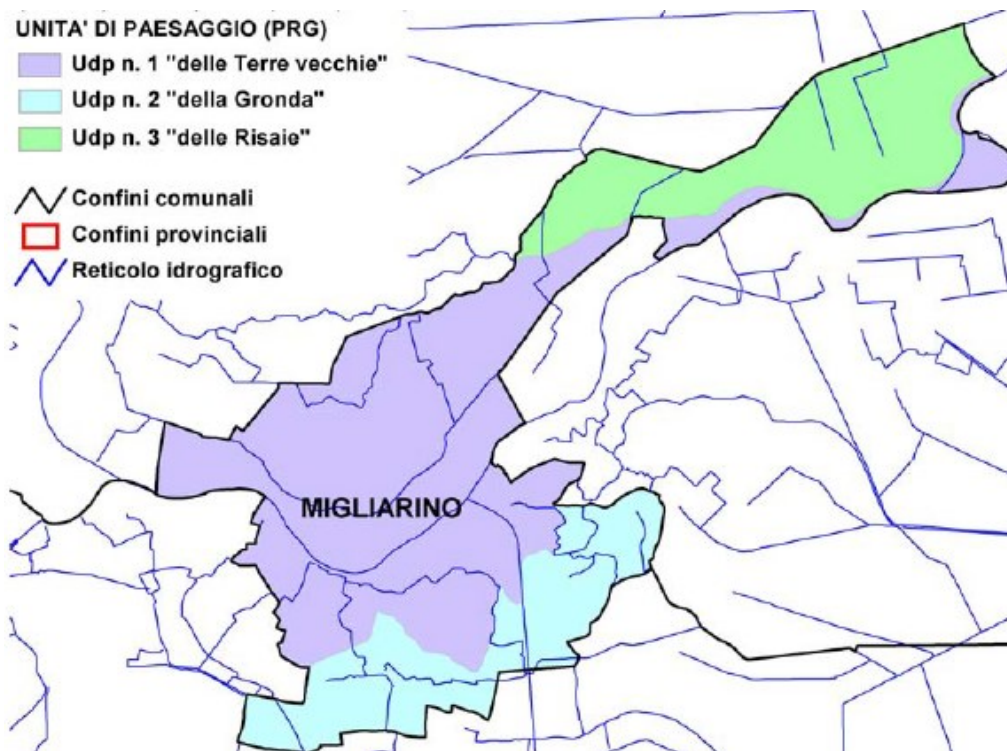 UNITA' DI PAESAGGIO (PRG)
Udp n. 1 "delle Terre vecchie"
Udp n. 2 "della Gronda"
Udp n. 3 "delle Risaie"
Confini comunali
Confini provinciali
Reticolo idrografico
MIGLIARINO